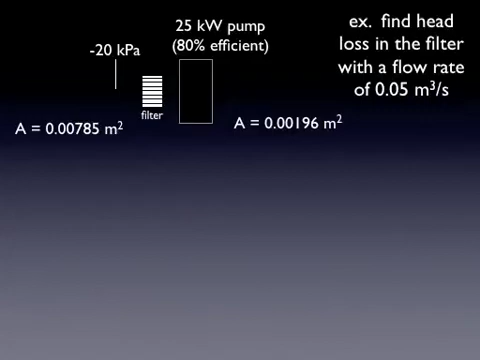 25 kW pump
(80% efficient)
-20 kPa
filter
A = 0.00785 m²
A = 0.00196 m²
ex. find head
loss in the filter
with a flow rate
of 0.05 m³/s